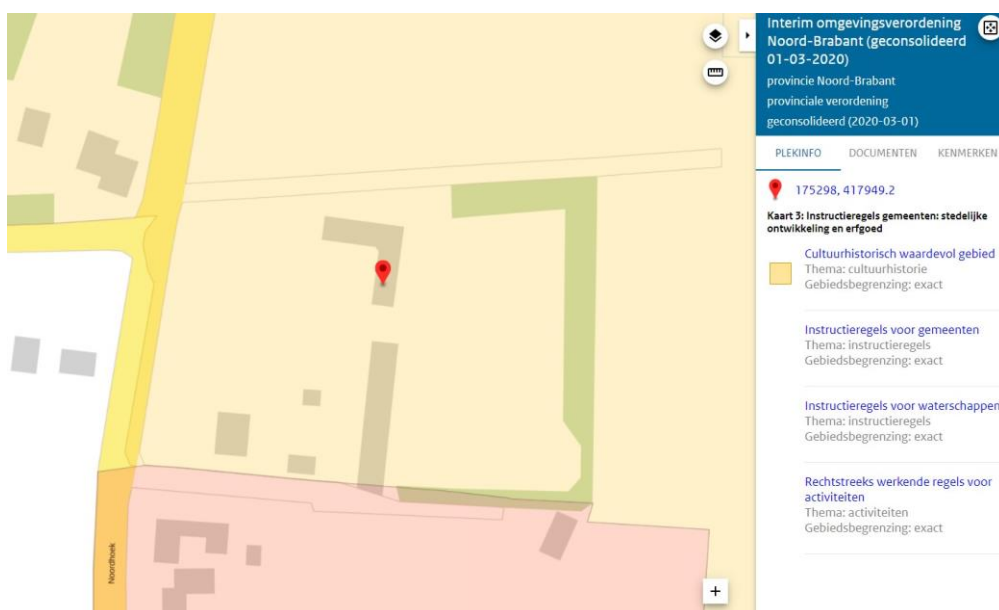 Interim omgevingsverordening
Noord-Brabant (geconsolideerd
01-03-2020)
provincie Noord-Brabant
provinciale verordening
geconsolideerd (2020-03-01)
PLEKINFO DOCUMENTEN KENMERKEN
175298, 417949.2
Kaart 3: Instructieregels gemeenten: stedelijke
ontwikkeling en erfgoed
Cultuurhistorisch waardevol gebied
Thema: cultuurhistorie
Gebiedsbegrenzing: exact
Instructieregels voor gemeenten
Thema: instructieregels
Gebiedsbegrenzing: exact
Instructieregels voor waterschappen
Thema: instructieregels
Gebiedsbegrenzing: exact
Rechtstreeks werkende regels voor
activiteiten
Thema: activiteiten
Gebiedsbegrenzing: exact
Noordhoek
+